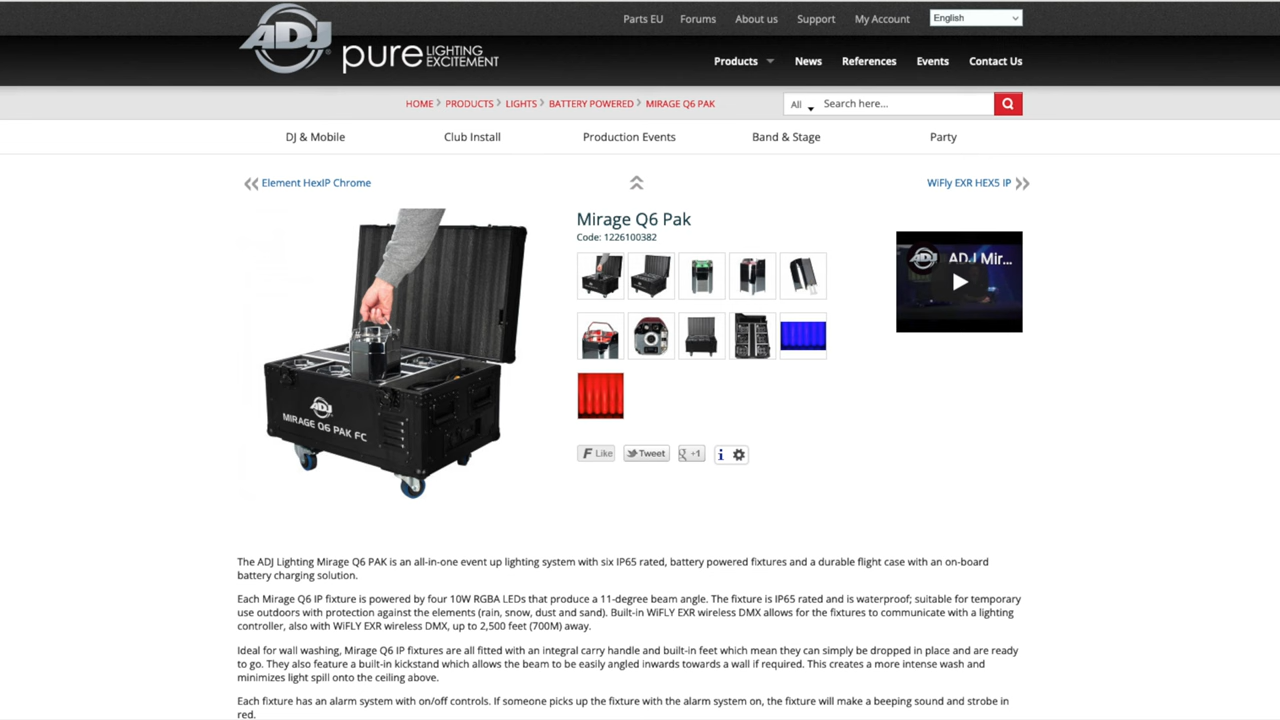 Parts EU Forums About us Support My Account English
ADJ pure LIGHTING EXCITEMENT
Products News References Events Contact Us
HOME PRODUCTS LIGHTS BATTERY POWERED MIRAGE Q6 PAK All Search here...
DJ & Mobile Club Install Production Events Band & Stage Party
Element HexIP Chrome WiFly EXR HEX5 IP
Mirage Q6 Pak
Code: 1226100382
ADJ Mir...
ADJ
MIRAGE Q6 PAK FC
Like Tweet +1
The ADJ Lighting Mirage Q6 PAK is an all-in-one event up lighting system with six IP65 rated, battery powered fixtures and a durable flight case with an on-board
battery charging solution.
Each Mirage Q6 IP fixture is powered by four 10W RGBA LEDs that produce a 11-degree beam angle. The fixture is IP65 rated and is waterproof; suitable for temporary
use outdoors with protection against the elements (rain, snow, dust and sand). Built-in WiFLY EXR wireless DMX allows for the fixtures to communicate with a lighting
controller, also with WiFLY EXR wireless DMX, up to 2,500 feet (700M) away.
Ideal for wall washing, Mirage Q6 IP fixtures are all fitted with an integral carry handle and built-in feet which mean they can simply be dropped in place and are ready
to go. They also feature a built-in kickstand which allows the beam to be easily angled inwards towards a wall if required. This creates a more intense wash and
minimizes light spill onto the ceiling above.
Each fixture has an alarm system with on/off controls. If someone picks up the fixture with the alarm system on, the fixture will make a beeping sound and strobe in
red.